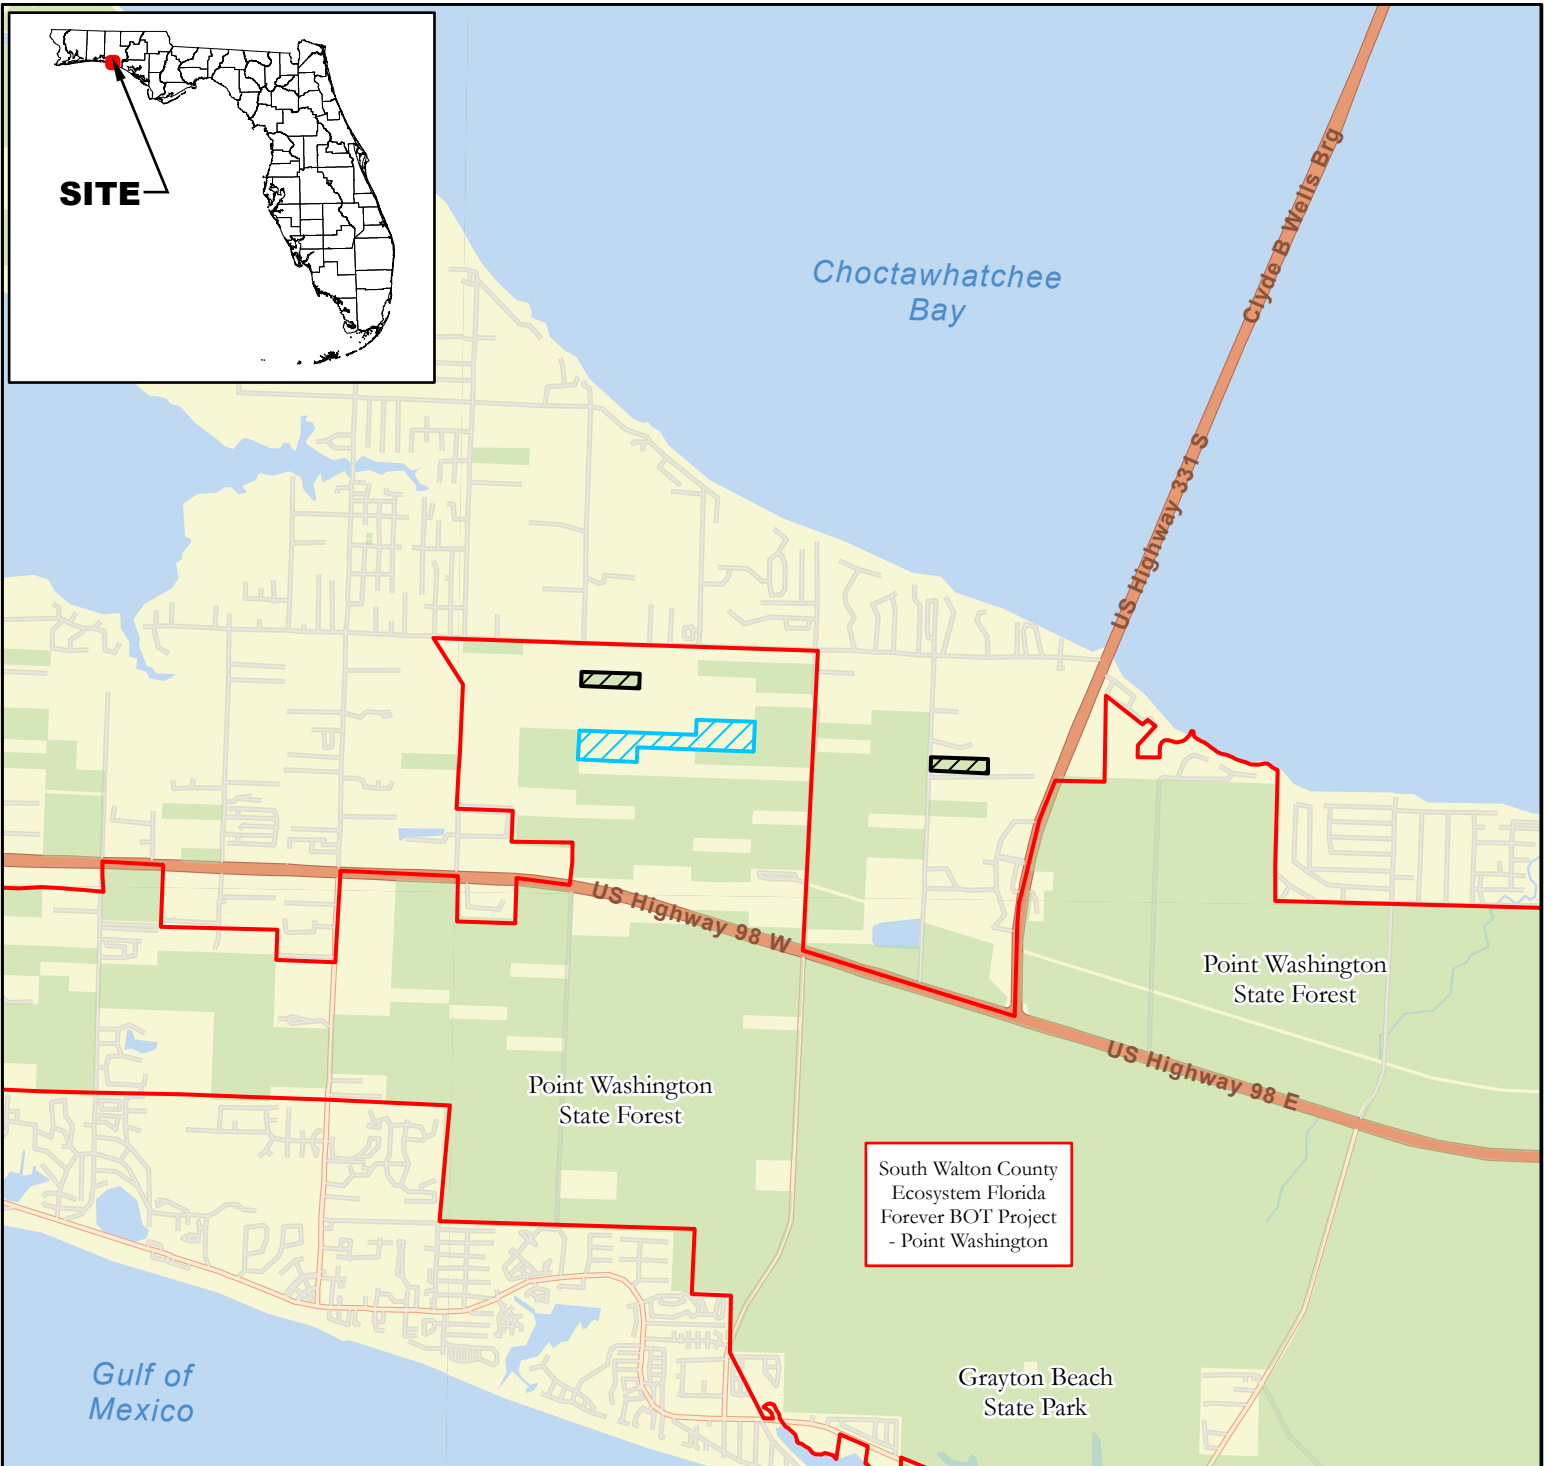 SITE
Choctawhatchee
Bay
Clyde B Wells Brg
US Highway 331 S
US Highway 98 W
Point Washington
State Forest
US Highway 98 E
Point Washington
State Forest
South Walton County
Ecosystem Florida
Forever BOT Project
- Point Washington
Grayton Beach
State Park
Gulf of
Mexico